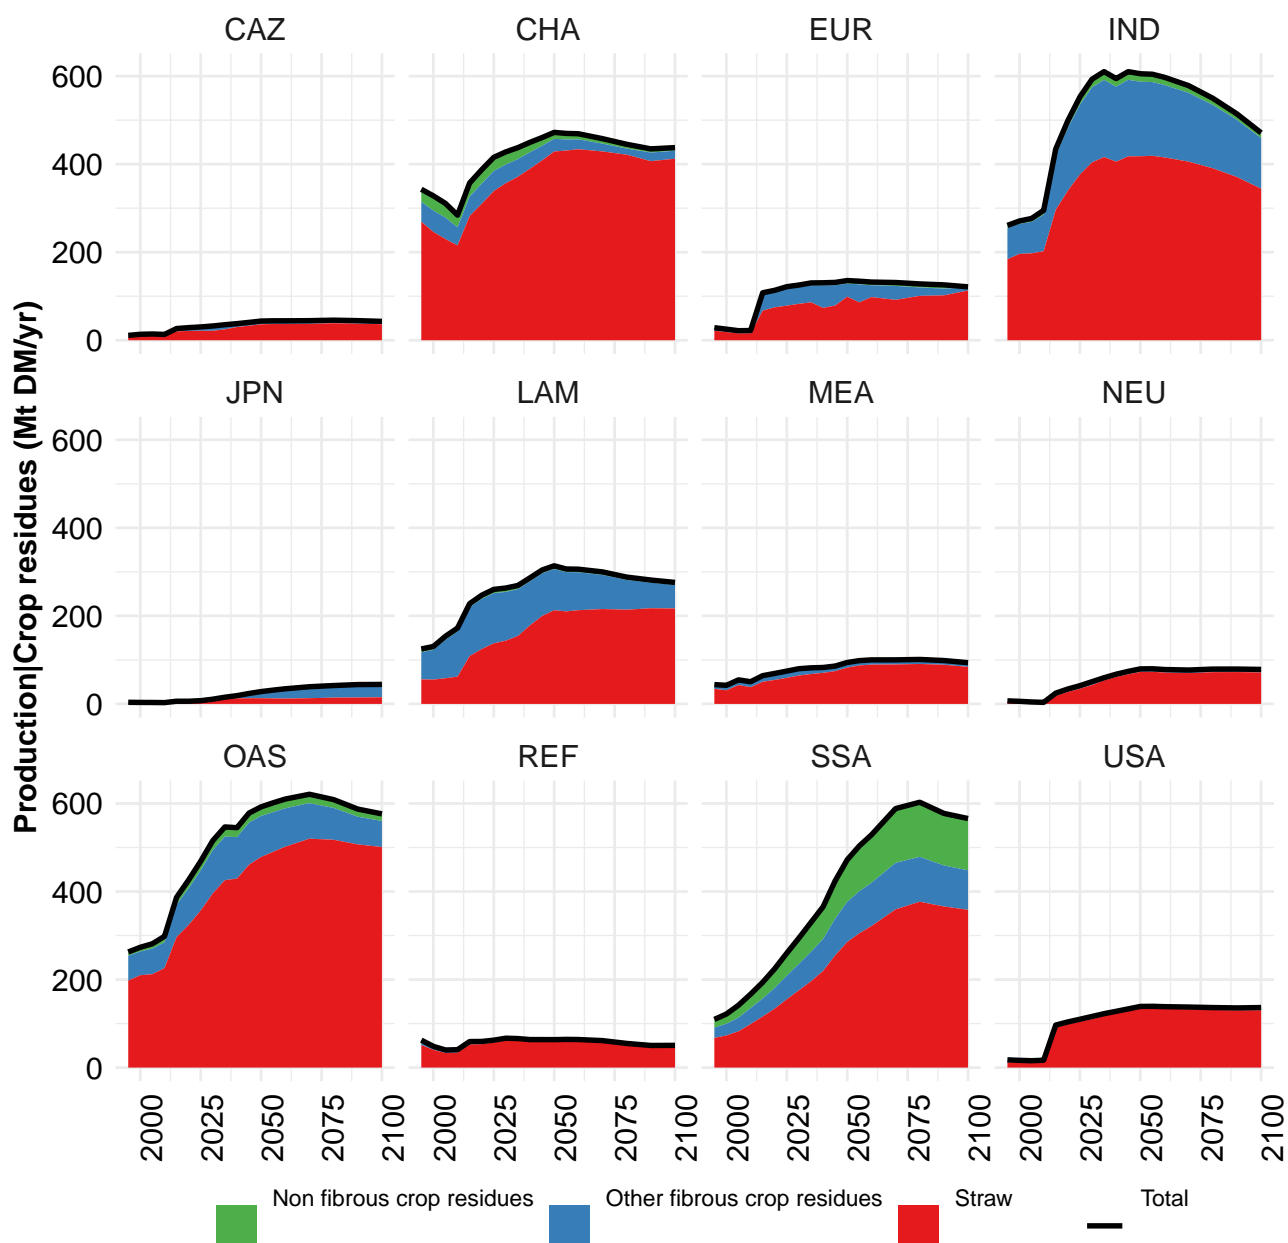 CAZ CHA EUR IND
600
400
200
0
JPN LAM MEA NEU
600
400
200
0
OAS REF SSA USA
600
400
200
0
Production|Crop residues (Mt DM/yr)
2000 2025 2050 2075 2100 2000 2025 2050 2075 2100 2000 2025 2050 2075 2100 2000 2025 2050 2075 2100
Non fibrous crop residues Other fibrous crop residues Straw Total